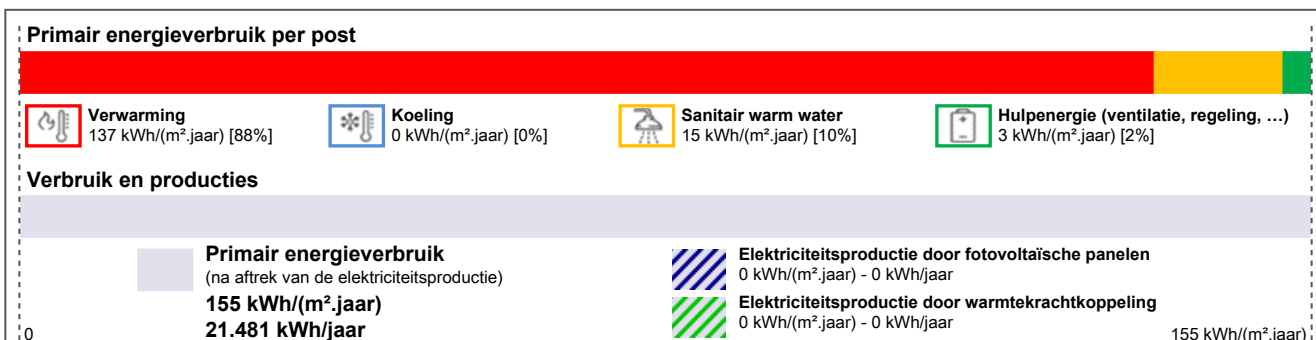 Primair energieverbruik per post
Verwarming
137 kWh/(m².jaar) [88%]
Koeling
0 kWh/(m².jaar) [0%]
Sanitair warm water
15 kWh/(m².jaar) [10%]
Hulpenergie (ventilatie, regeling, …)
3 kWh/(m².jaar) [2%]
Verbruik en producties
Primair energieverbruik
(na aftrek van de elektriciteitsproductie)
155 kWh/(m².jaar)
21.481 kWh/jaar
Elektriciteitsproductie door fotovoltaïsche panelen
0 kWh/(m².jaar) - 0 kWh/jaar
Elektriciteitsproductie door warmtekrachtkoppeling
0 kWh/(m².jaar) - 0 kWh/jaar
0
155 kWh/(m².jaar)